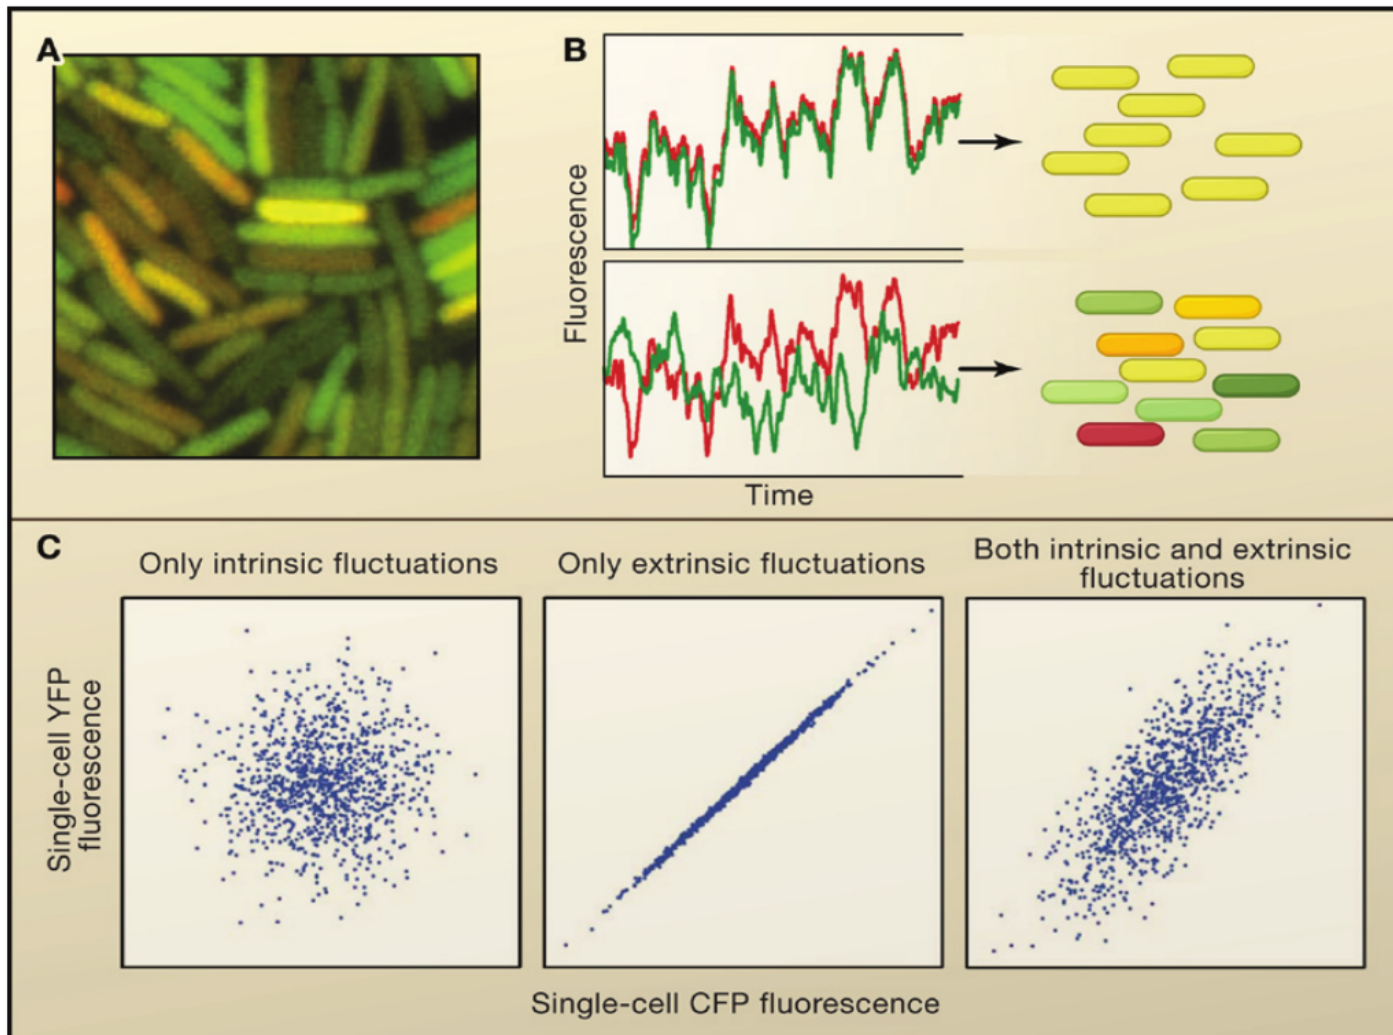 A
B
Fluorescence
Time
C
Only intrinsic fluctuations
Only extrinsic fluctuations
Both intrinsic and extrinsic
fluctuations
Single-cell YFP
fluorescence
Single-cell CFP fluorescence